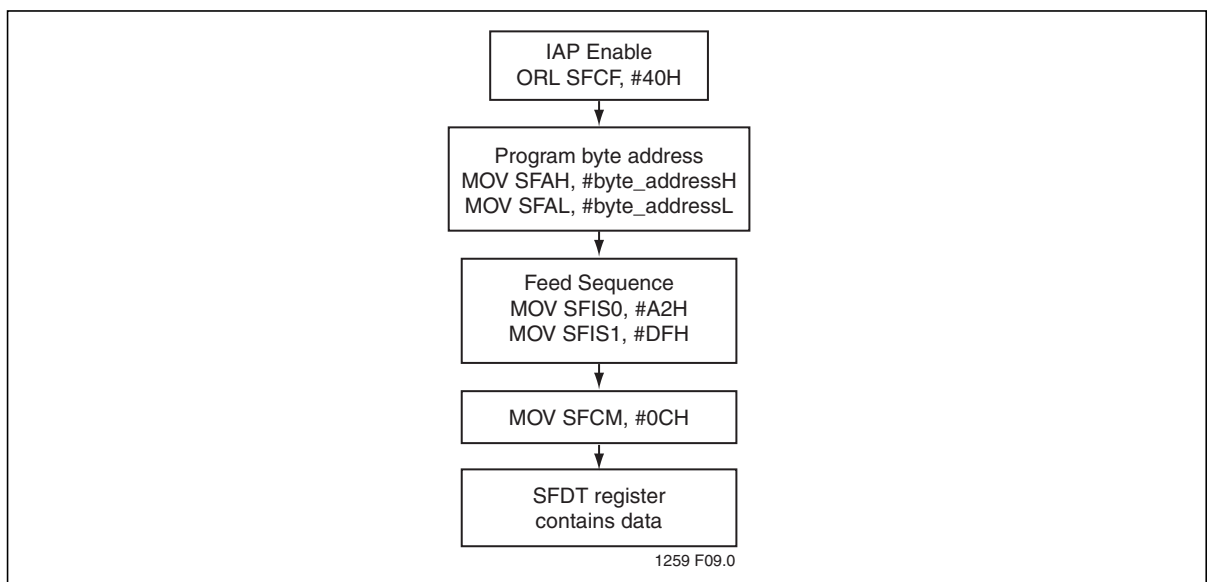 IAP Enable
ORL SFCF, #40H
Program byte address
MOV SFAH, #byte_addressH
MOV SFAL, #byte_addressL
Feed Sequence
MOV SFIS0, #A2H
MOV SFIS1, #DFH
MOV SFCM, #0CH
SFDT register
contains data
1259 F09.0